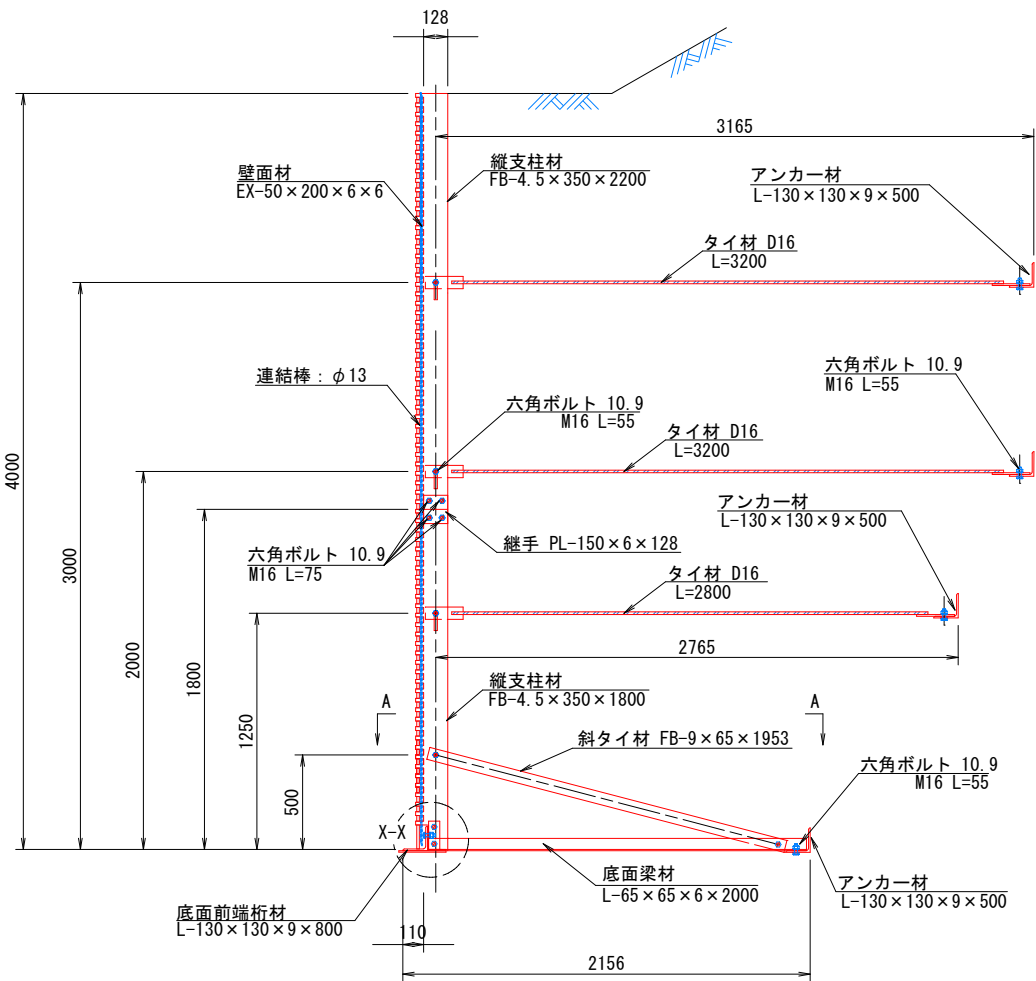 128
3165
壁面材
EX-50×200×6×6
縦支柱材
FB-4.5×350×2200
アンカー材
L-130×130×9×500
タイ材 D16
L=3200
連結棒：φ13
六角ボルト 10.9
M16 L=55
六角ボルト 10.9
M16 L=55
タイ材 D16
L=3200
アンカー材
L-130×130×9×500
六角ボルト 10.9
M16 L=75
継手 PL-150×6×128
タイ材 D16
L=2800
2765
縦支柱材
FB-4.5×350×1800
A
A
斜タイ材 FB-9×65×1953
六角ボルト 10.9
M16 L=55
X-X
底面梁材
L-65×65×6×2000
アンカー材
L-130×130×9×500
底面前端桁材
L-130×130×9×800
110
2156
4000
3000
2000
1800
1250
500